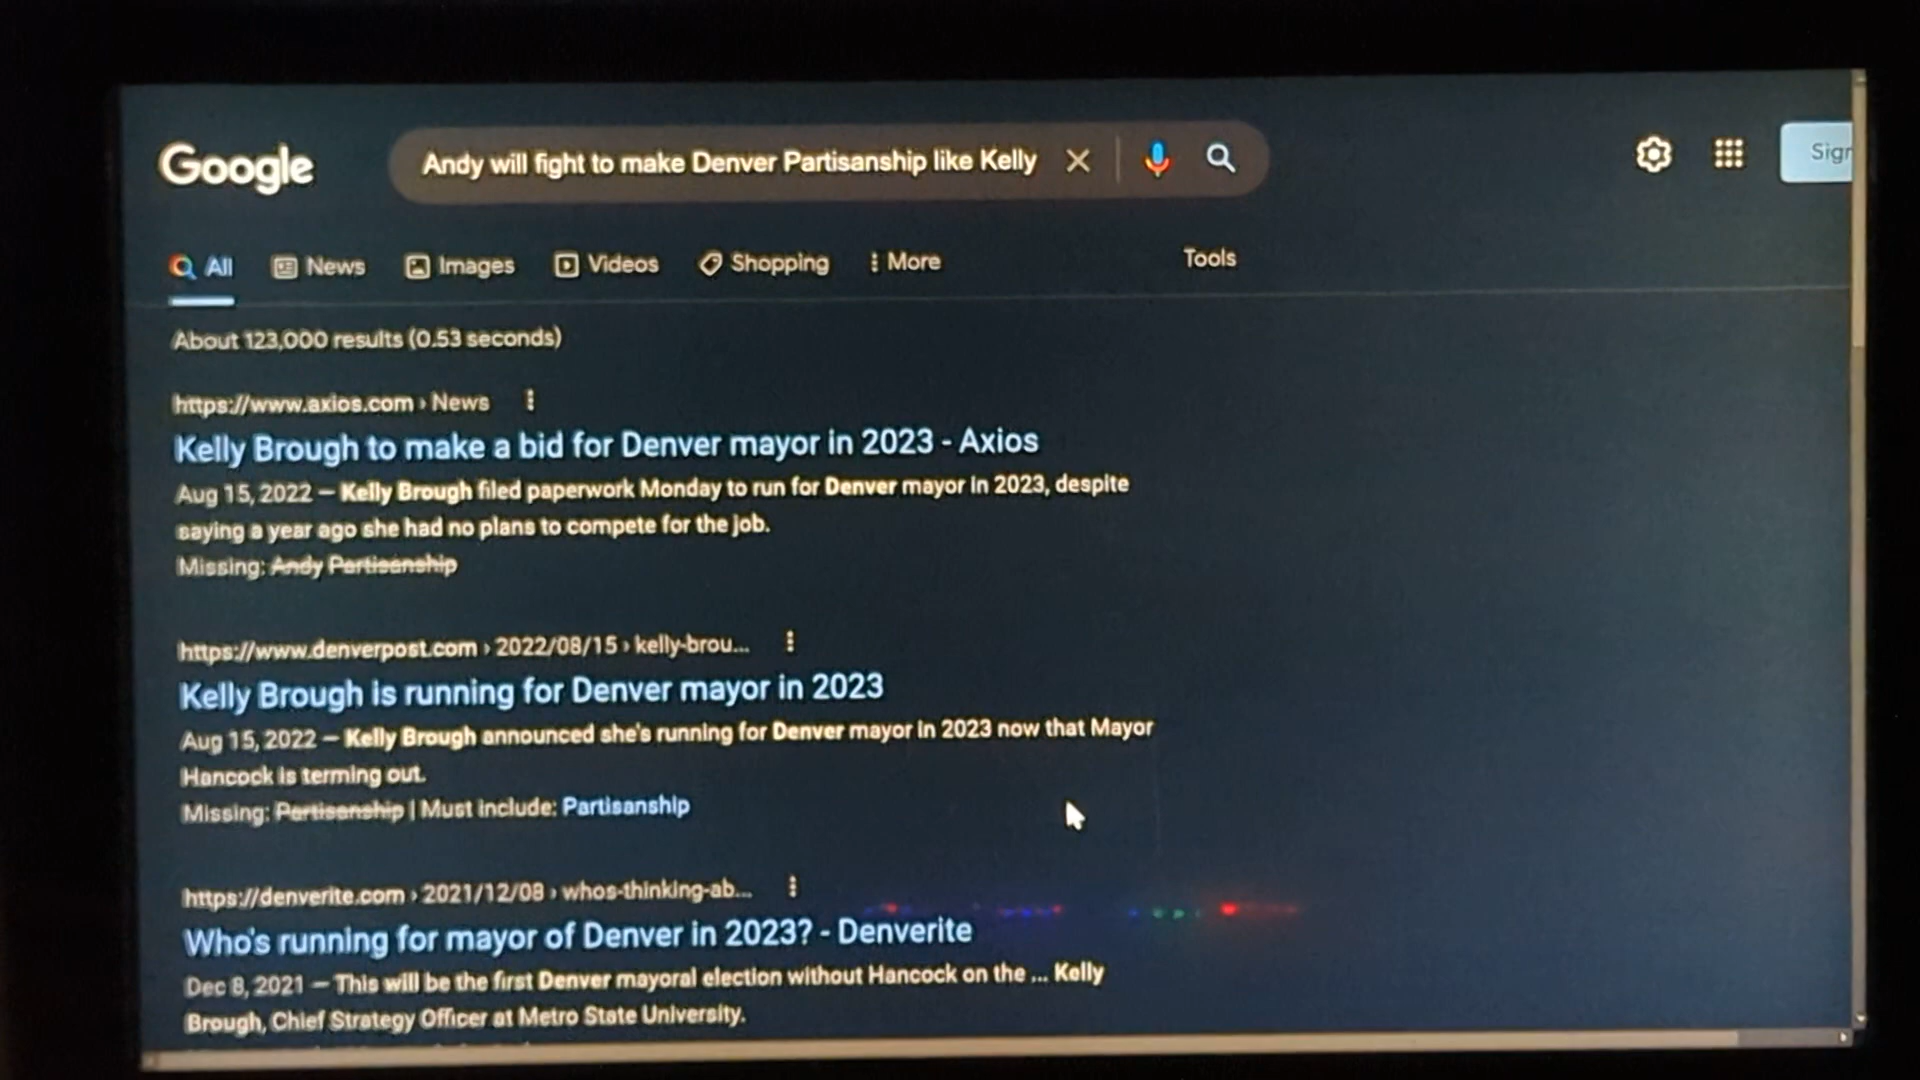 Google
Andy will fight to make Denver Partisanship like Kelly
Sign
All News Images Videos Shopping More Tools
About 123,000 results (0.53 seconds)
https://www.axios.com › News
Kelly Brough to make a bid for Denver mayor in 2023 - Axios
Aug 15, 2022 — Kelly Brough filed paperwork Monday to run for Denver mayor in 2023, despite
saying a year ago she had no plans to compete for the job.
Missing: Andy Partisanship
https://www.denverpost.com › 2022/08/15 › kelly-brou...
Kelly Brough is running for Denver mayor in 2023
Aug 15, 2022 — Kelly Brough announced she's running for Denver mayor in 2023 now that Mayor
Hancock is terming out.
Missing: Partisanship | Must include: Partisanship
https://denverite.com › 2021/12/08 › whos-thinking-ab...
Who's running for mayor of Denver in 2023? - Denverite
Dec 8, 2021 — This will be the first Denver mayoral election without Hancock on the ... Kelly
Brough, Chief Strategy Officer at Metro State University.